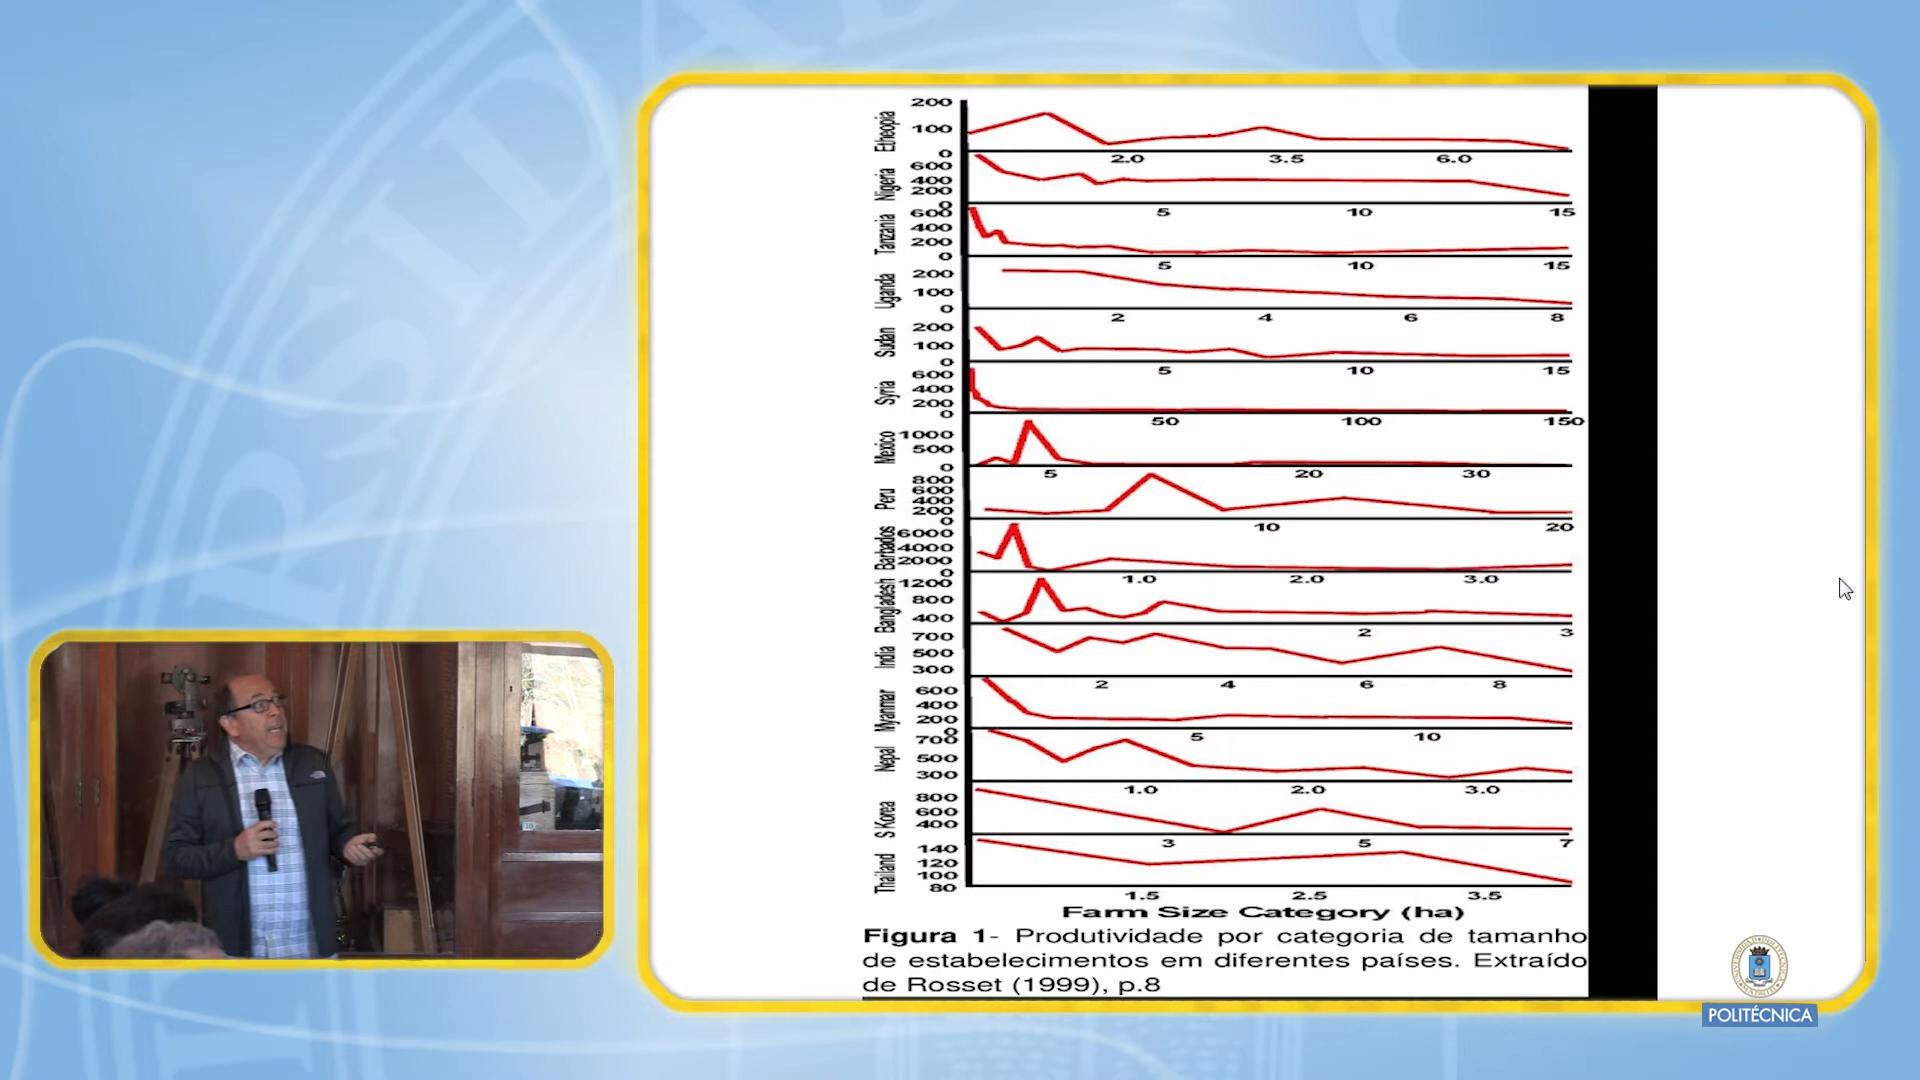 200
Etheopia
100
0
2.0 3.5 6.0
600
Nigeria
400
200
0
5 10 15
600
Tanzania
400
200
0
5 10 15
Uganda
200
100
0
2 4 6 8
Sudan
200
100
0
5 10 15
Syria
600
400
200
0
50 100 150
Mexico
1000
500
0
5 20 30
Peru
800
600
400
200
0
10 20
Barbados
6000
4000
2000
0
1.0 2.0 3.0
Bangladesh
1200
800
400
2 3
India
700
500
300
2 4 6 8
Myanmar
600
400
200
0
5 10
Nepal
700
500
300
1.0 2.0 3.0
S Korea
800
600
400
3 5 7
Thailand
140
120
100
80
1.5 2.5 3.5
Farm Size Category (ha)
Figura 1- Produtividade por categoria de tamanho
de estabelecimentos em diferentes países. Extraído
de Rosset (1999), p.8
POLITÉCNICA